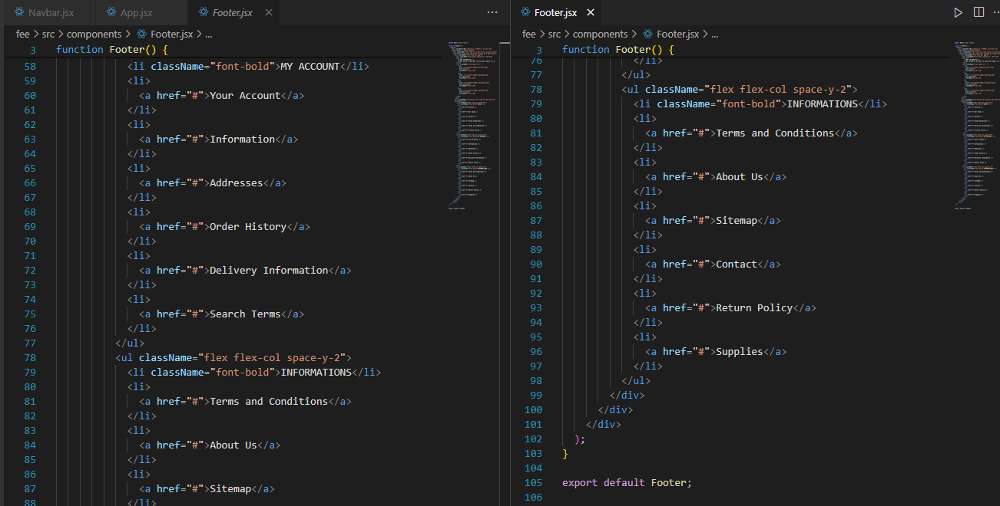 Navbar.jsx
App.jsx
Footer.jsx
fee > src > components > Footer.jsx > ...
3 function Footer() {
58 <li className="font-bold">MY ACCOUNT</li>
59 <li>
60 <a href="#">Your Account</a>
61 </li>
62 <li>
63 <a href="#">Information</a>
64 </li>
65 <li>
66 <a href="#">Addresses</a>
67 </li>
68 <li>
69 <a href="#">Order History</a>
70 </li>
71 <li>
72 <a href="#">Delivery Information</a>
73 </li>
74 <li>
75 <a href="#">Search Terms</a>
76 </li>
77 </ul>
78 <ul className="flex flex-col space-y-2">
79 <li className="font-bold">INFORMATIONS</li>
80 <li>
81 <a href="#">Terms and Conditions</a>
82 </li>
83 <li>
84 <a href="#">About Us</a>
85 </li>
86 <li>
87 <a href="#">Sitemap</a>
88 </li>
Footer.jsx
fee > src > components > Footer.jsx > ...
3 function Footer() {
76 </li>
77 </ul>
78 <ul className="flex flex-col space-y-2">
79 <li className="font-bold">INFORMATIONS</li>
80 <li>
81 <a href="#">Terms and Conditions</a>
82 </li>
83 <li>
84 <a href="#">About Us</a>
85 </li>
86 <li>
87 <a href="#">Sitemap</a>
88 </li>
89 <li>
90 <a href="#">Contact</a>
91 </li>
92 <li>
93 <a href="#">Return Policy</a>
94 </li>
95 <li>
96 <a href="#">Supplies</a>
97 </li>
98 </ul>
99 </div>
100 </div>
101 </div>
102 );
103 }
104
105 export default Footer;
106